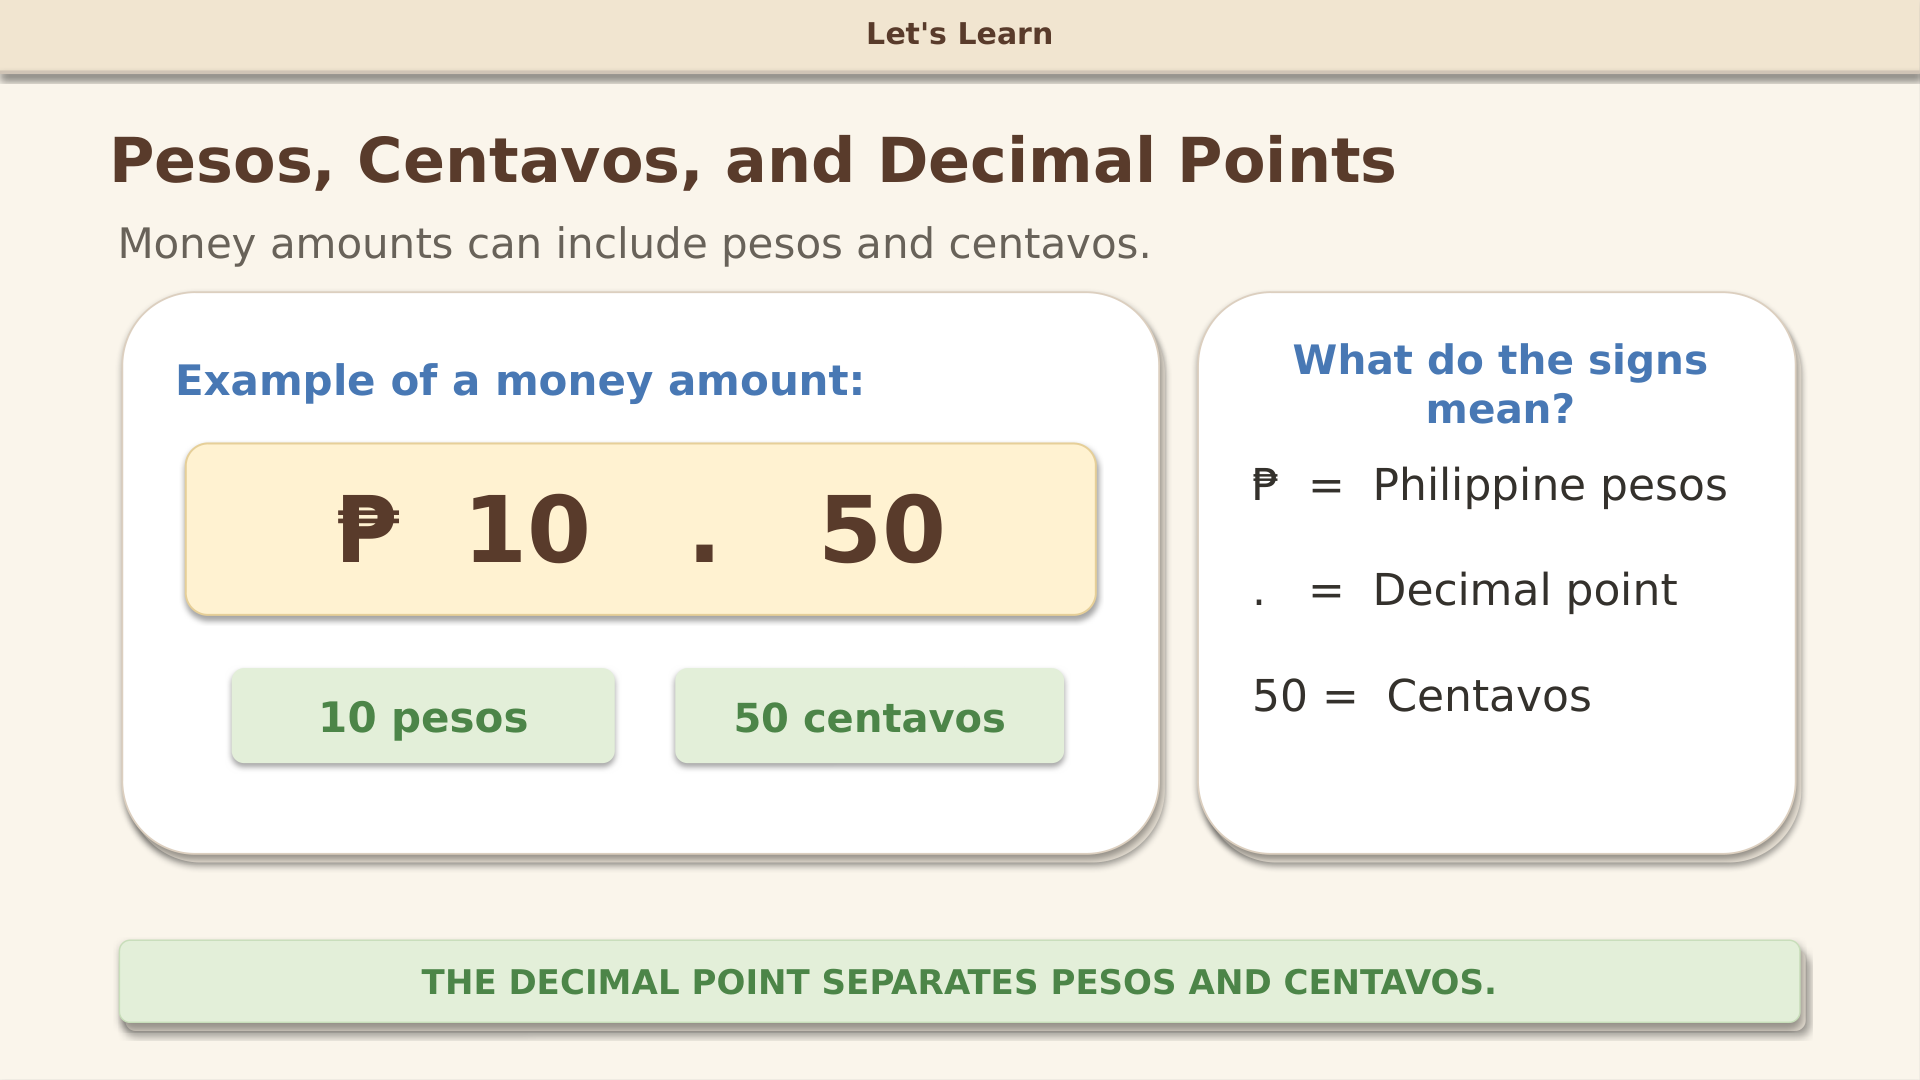 Let's Learn
Pesos, Centavos, and Decimal Points
Money amounts can include pesos and centavos.
Example of a money amount:
₱ 10 . 50
10 pesos
50 centavos
What do the signs
mean?
₱ = Philippine pesos
. = Decimal point
50 = Centavos
THE DECIMAL POINT SEPARATES PESOS AND CENTAVOS.